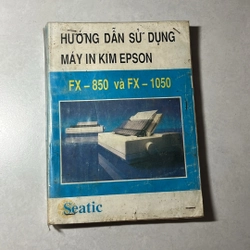 HƯỚNG DẪN SỬ DỤNG
MÁY IN KIM EPSON
FX - 850 và FX - 1050
Seatic